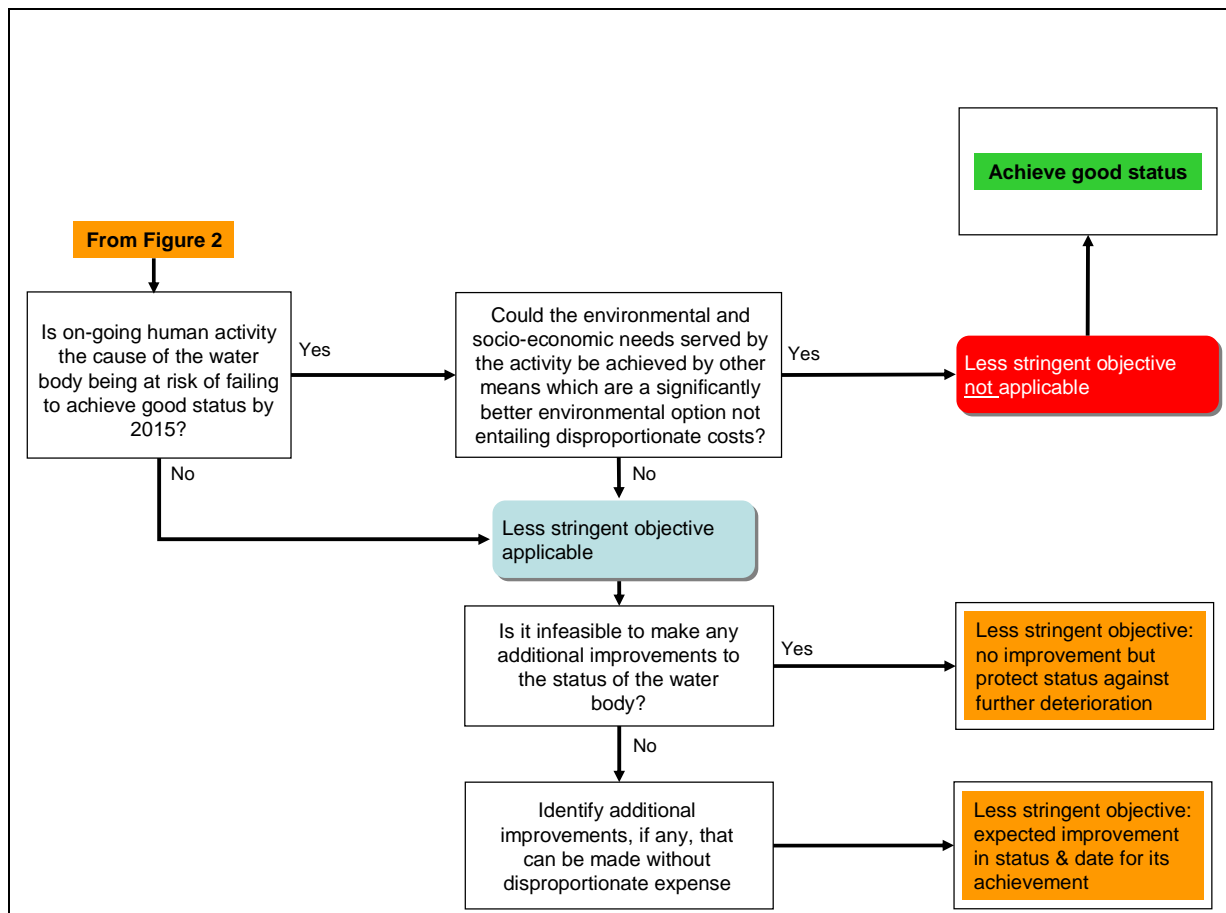 Achieve good status
From Figure 2
Is on-going human activity
the cause of the water
body being at risk of failing
to achieve good status by
2015?
Yes
No
Could the environmental and
socio-economic needs served by
the activity be achieved by other
means which are a significantly
better environmental option not
entailing disproportionate costs?
Yes
No
Less stringent objective
not applicable
Less stringent objective
applicable
Is it infeasible to make any
additional improvements to
the status of the water
body?
Yes
No
Less stringent objective:
no improvement but
protect status against
further deterioration
Identify additional
improvements, if any, that
can be made without
disproportionate expense
Less stringent objective:
expected improvement
in status & date for its
achievement